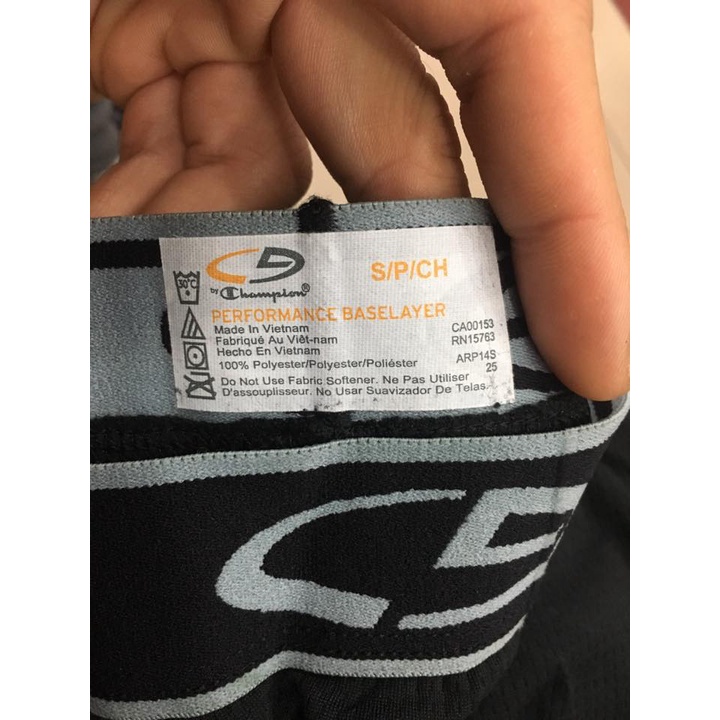 S/P/CH
30°C
BY Champion®
PERFORMANCE BASELAYER
Made In Vietnam
Fabriqué Au Viêt-nam
Hecho En Vietnam
CA00153
RN15763
100% Polyester/Polyester/Poliéster
ARP14S
25
Do Not Use Fabric Softener. Ne Pas Utiliser
D'assouplisseur. No Usar Suavizador De Telas.